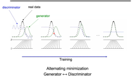 discriminator
real data
generator
Training
Alternating minimization
Generator ↔ Discriminator